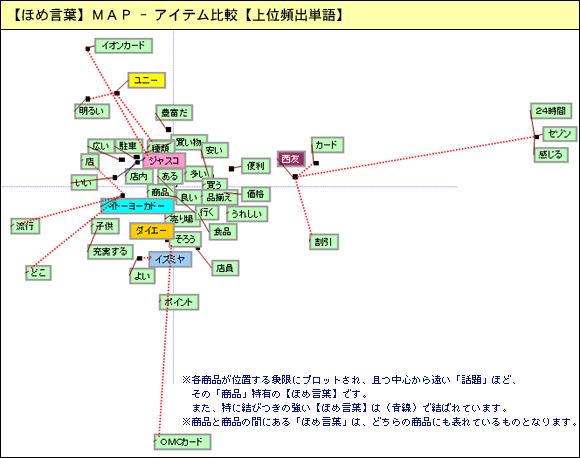 【ほめ言葉】ＭＡＰ － アイテム比較【上位頻出単語】
イオンカード
ユニー
明るい
豊富だ
24時間
セゾン
感じる
広い
駐車
種類
買い物
安い
カード
西友
店
ジャスコ
便利
いい
店内
ある
多い
買う
商品
良い
品揃え
価格
イトーヨーカドー
売り場
行く
うれしい
流行
子供
ダイエー
食品
そろう
割引
充実する
イズミヤ
店員
どこ
よい
ポイント
※各商品が位置する象限にプロットされ、且つ中心から遠い「話題」ほど、
その「商品」特有の【ほめ言葉】です。
また、特に結びつきの強い【ほめ言葉】は（青線）で結ばれています。
※商品と商品の間にある「ほめ言葉」は、どちらの商品にも表れているものとなります。
OMCカード